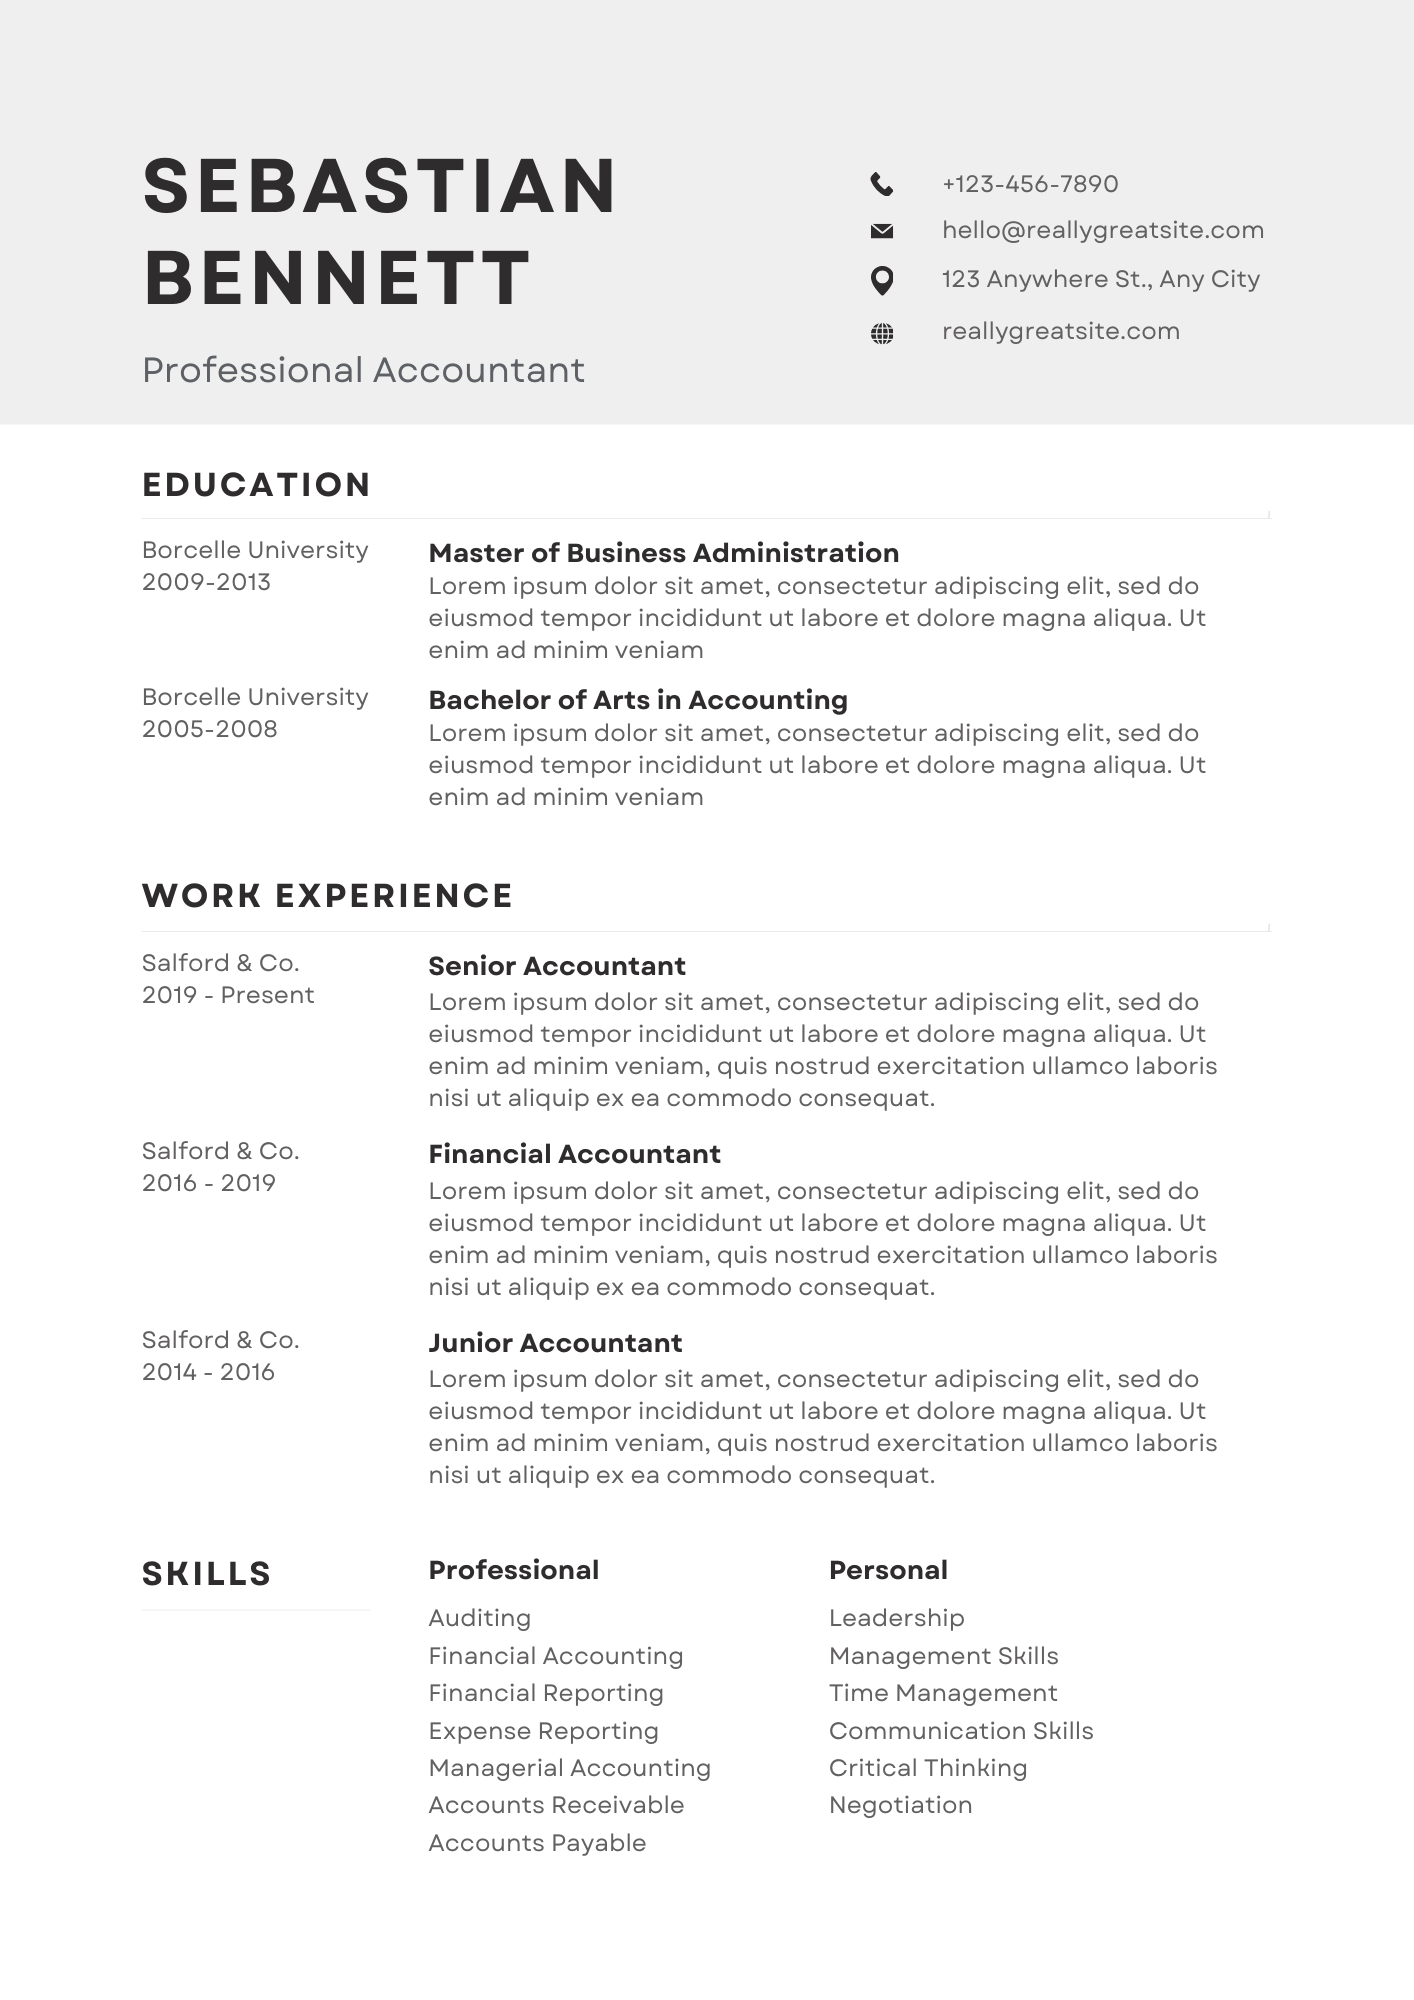 SEBASTIAN
BENNETT
Professional Accountant
+123-456-7890
hello@reallygreatsite.com
123 Anywhere St., Any City
reallygreatsite.com
EDUCATION
Borcelle University
2009-2013
Master of Business Administration
Lorem ipsum dolor sit amet, consectetur adipiscing elit, sed do
eiusmod tempor incididunt ut labore et dolore magna aliqua. Ut
enim ad minim veniam
Borcelle University
2005-2008
Bachelor of Arts in Accounting
Lorem ipsum dolor sit amet, consectetur adipiscing elit, sed do
eiusmod tempor incididunt ut labore et dolore magna aliqua. Ut
enim ad minim veniam
WORK EXPERIENCE
Salford & Co.
2019 - Present
Senior Accountant
Lorem ipsum dolor sit amet, consectetur adipiscing elit, sed do
eiusmod tempor incididunt ut labore et dolore magna aliqua. Ut
enim ad minim veniam, quis nostrud exercitation ullamco laboris
nisi ut aliquip ex ea commodo consequat.
Salford & Co.
2016 - 2019
Financial Accountant
Lorem ipsum dolor sit amet, consectetur adipiscing elit, sed do
eiusmod tempor incididunt ut labore et dolore magna aliqua. Ut
enim ad minim veniam, quis nostrud exercitation ullamco laboris
nisi ut aliquip ex ea commodo consequat.
Salford & Co.
2014 - 2016
Junior Accountant
Lorem ipsum dolor sit amet, consectetur adipiscing elit, sed do
eiusmod tempor incididunt ut labore et dolore magna aliqua. Ut
enim ad minim veniam, quis nostrud exercitation ullamco laboris
nisi ut aliquip ex ea commodo consequat.
SKILLS
Professional
Auditing
Financial Accounting
Financial Reporting
Expense Reporting
Managerial Accounting
Accounts Receivable
Accounts Payable
Personal
Leadership
Management Skills
Time Management
Communication Skills
Critical Thinking
Negotiation